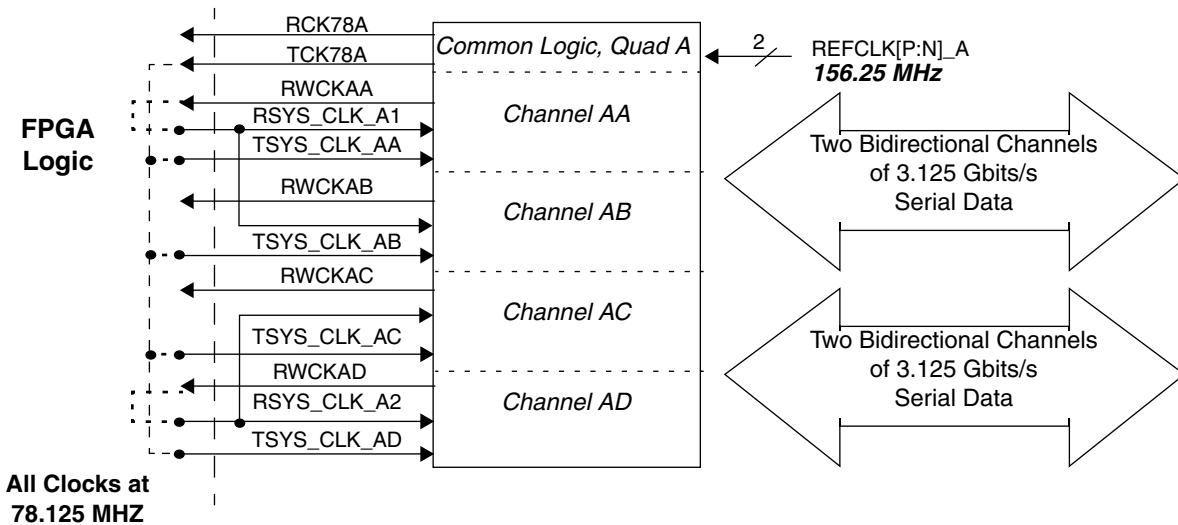 RCK78A
TCK78A
RWCKAA
RSYS_CLK_A1
TSYS_CLK_AA
RWCKAB
TSYS_CLK_AB
RWCKAC
TSYS_CLK_AC
RWCKAD
RSYS_CLK_A2
TSYS_CLK_AD
FPGA
Logic
All Clocks at
78.125 MHZ
Common Logic, Quad A
Channel AA
Channel AB
Channel AC
Channel AD
2
REFCLK[P:N]_A
156.25 MHz
Two Bidirectional Channels
of 3.125 Gbits/s
Serial Data
Two Bidirectional Channels
of 3.125 Gbits/s
Serial Data